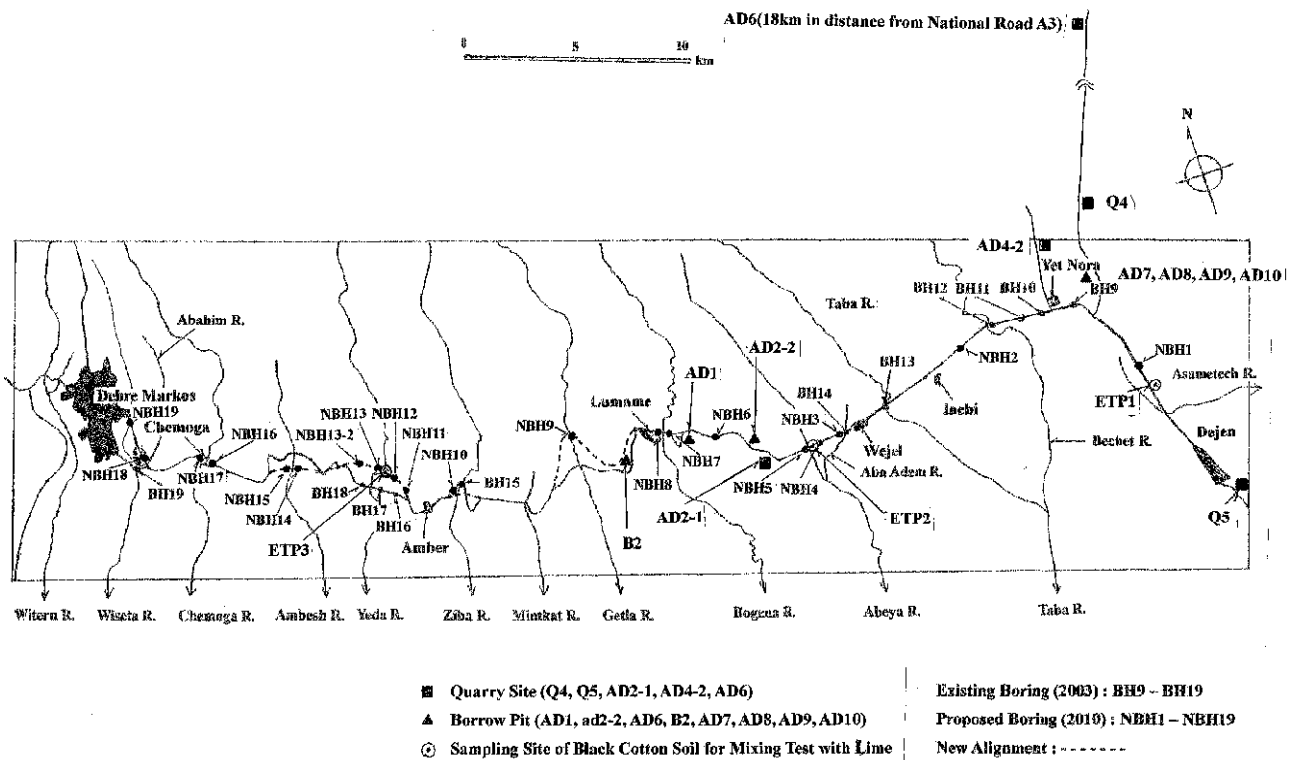 AD6(18km in distance from National Road A3)
0 5 10
km
N
Q4
AD4-2
Yet Nora
AD7, AD8, AD9, AD10
BH12
BH11
BH10
BH9
Taba R.
Abahim R.
NBH1
NBH2
Asametech R.
ETP1
BH13
AD2-2
AD1
BH14
Debre Markos
NBH19
Chemoga
NBH16
NBH13
NBH12
NBH13-2
NBH11
NBH10
NBH9
Lumame
NBH6
NBH3
Wejel
Bechet R.
Dejen
NBH18
BH19
NBH17
NBH15
NBH14
BH18
BH17
BH16
BH15
NBH8
NBH7
NBH5
NBH4
Aba Adem R.
ETP3
Amber
B2
AD2-1
ETP2
Q5
Witeru R.
Wiseta R.
Chemoga R.
Ambesh R.
Yeda R.
Ziba R.
Mintkat R.
Getla R.
Bogena R.
Abeya R.
Taba R.
Quarry Site (Q4, Q5, AD2-1, AD4-2, AD6)
Borrow Pit (AD1, ad2-2, AD6, B2, AD7, AD8, AD9, AD10)
Sampling Site of Black Cotton Soil for Mixing Test with Lime
Existing Boring (2003) : BH9 – BH19
Proposed Boring (2010) : NBH1 – NBH19
New Alignment : -------